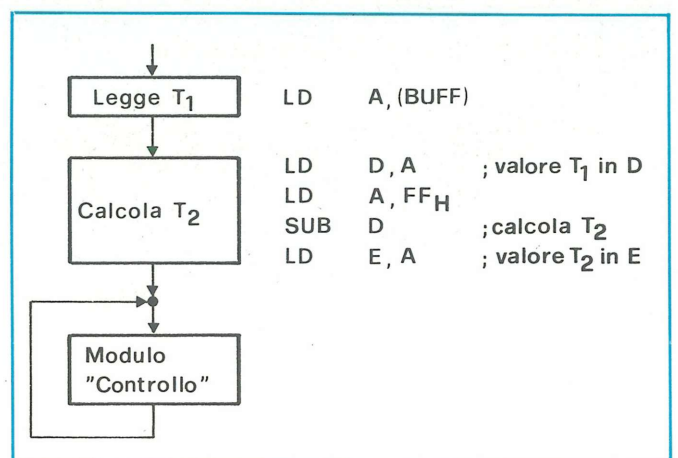 Legge T1 LD A, (BUFF)
LD D, A ; valore T1 in D
LD A, FFH
Calcola T2
SUB D ; calcola T2
LD E, A ; valore T2 in E
Modulo
"Controllo"